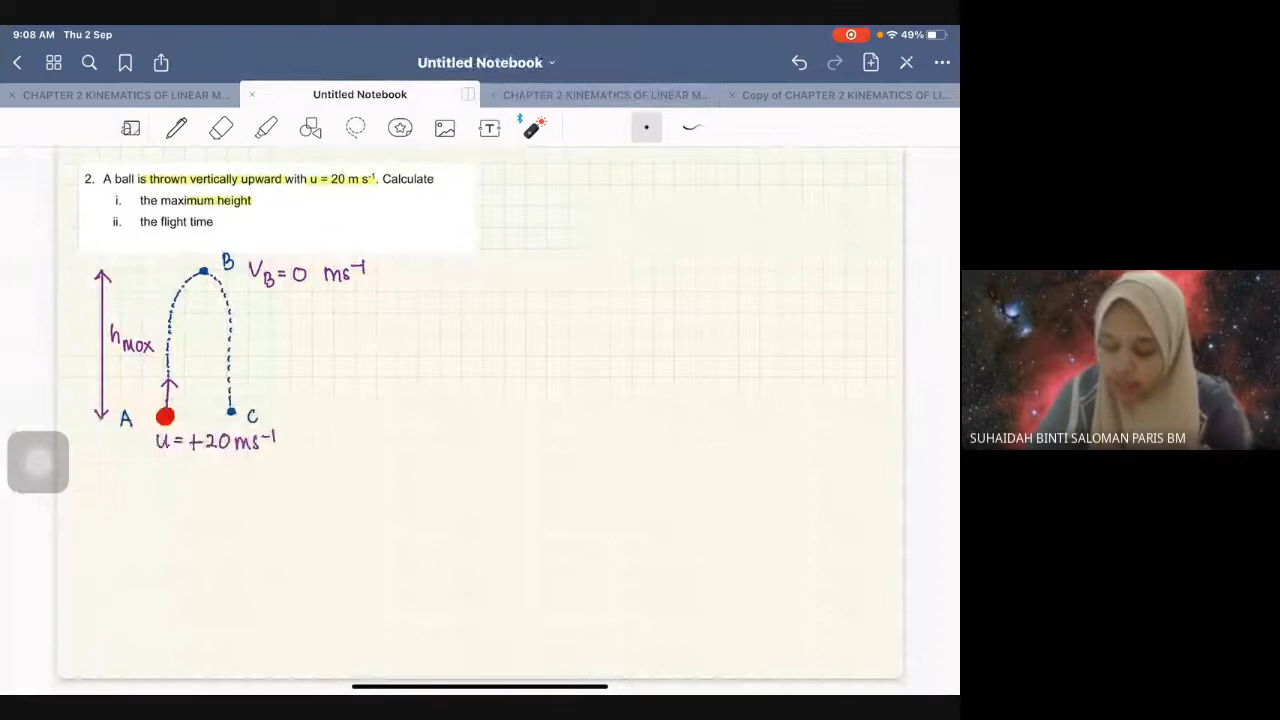 9:08 AM Thu 2 Sep
49%
Untitled Notebook
CHAPTER 2 KINEMATICS OF LINEAR M...
Untitled Notebook
CHAPTER 2 KINEMATICS OF LINEAR M...
Copy of CHAPTER 2 KINEMATICS OF LI...
T
2. A ball is thrown vertically upward with u = 20 m s⁻¹. Calculate
i. the maximum height
ii. the flight time
B V_B = 0 ms⁻¹
h_max
A C
u = +20 ms⁻¹
SUHAIDAH BINTI SALOMAN PARIS BM